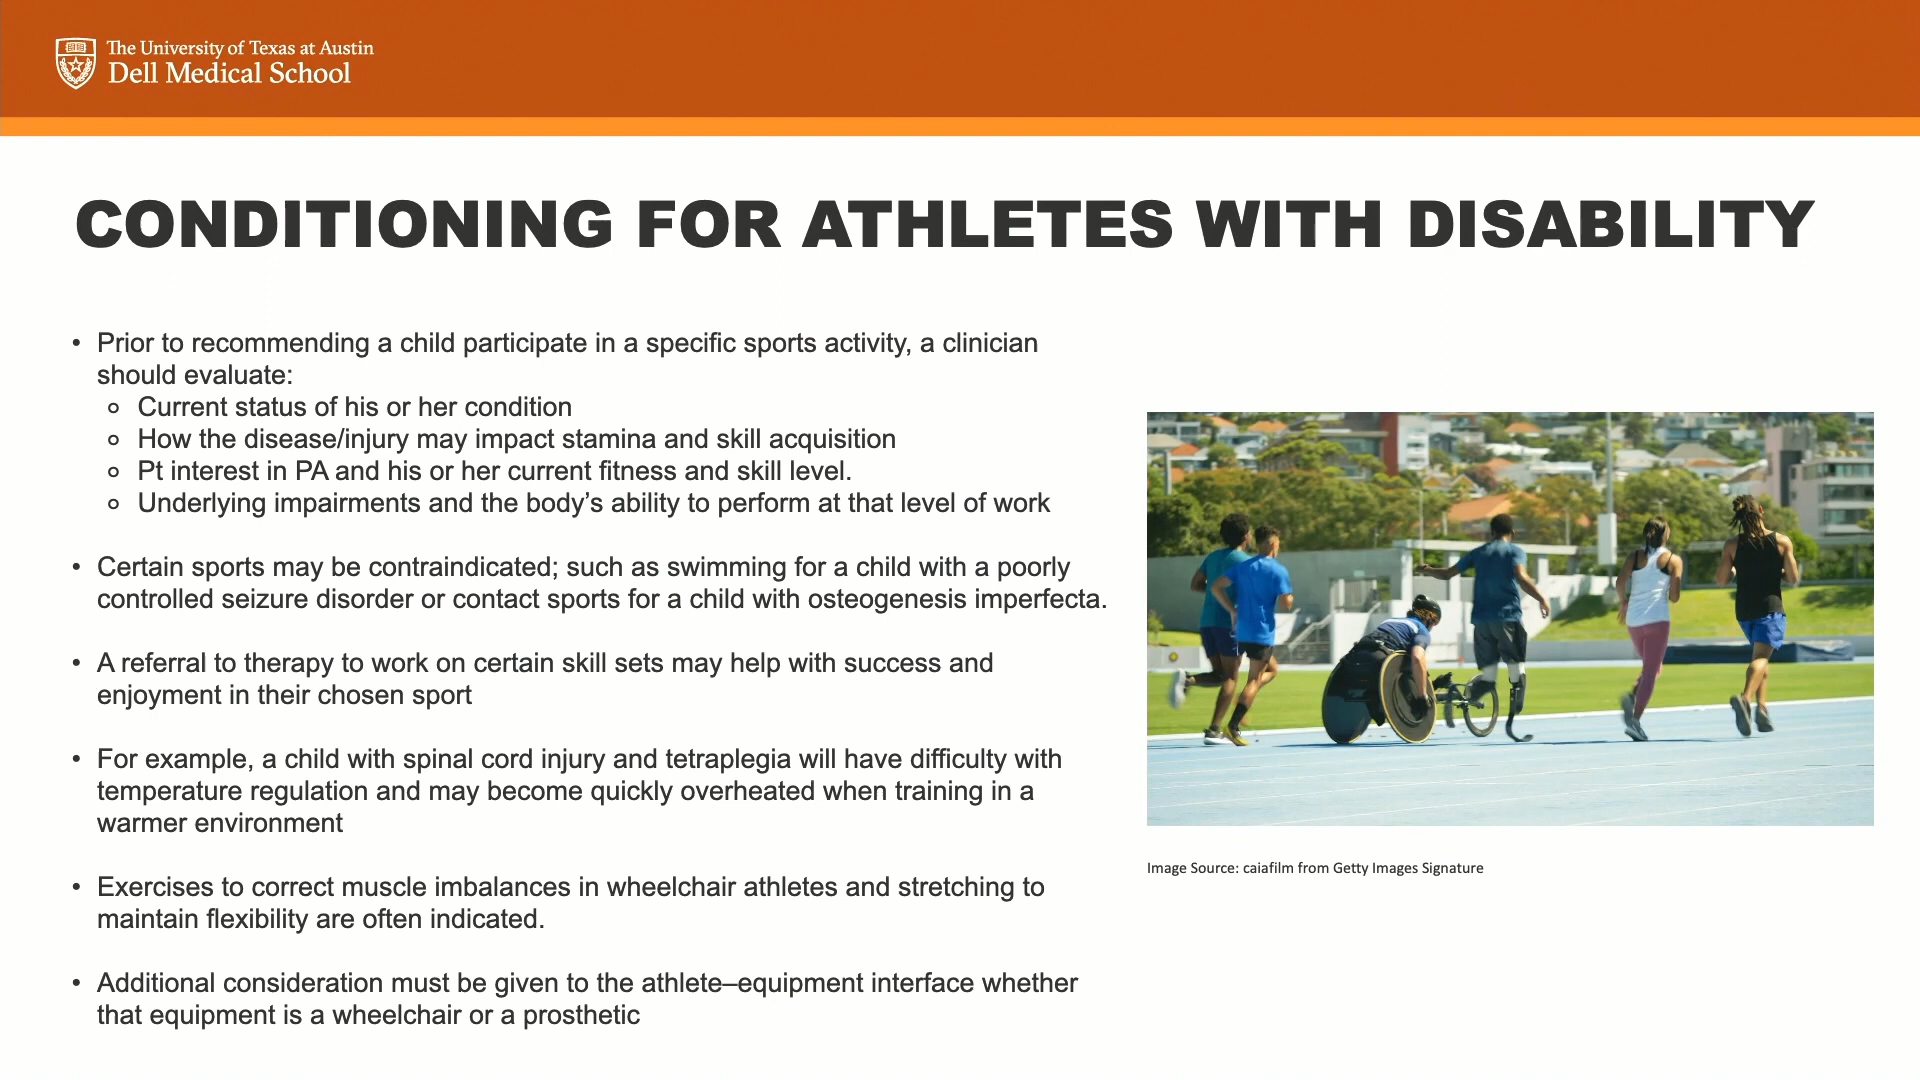 The University of Texas at Austin
Dell Medical School
CONDITIONING FOR ATHLETES WITH DISABILITY
• Prior to recommending a child participate in a specific sports activity, a clinician
should evaluate:
o Current status of his or her condition
o How the disease/injury may impact stamina and skill acquisition
o Pt interest in PA and his or her current fitness and skill level.
o Underlying impairments and the body’s ability to perform at that level of work
• Certain sports may be contraindicated; such as swimming for a child with a poorly
controlled seizure disorder or contact sports for a child with osteogenesis imperfecta.
• A referral to therapy to work on certain skill sets may help with success and
enjoyment in their chosen sport
• For example, a child with spinal cord injury and tetraplegia will have difficulty with
temperature regulation and may become quickly overheated when training in a
warmer environment
• Exercises to correct muscle imbalances in wheelchair athletes and stretching to
maintain flexibility are often indicated.
• Additional consideration must be given to the athlete–equipment interface whether
that equipment is a wheelchair or a prosthetic
Image Source: caiafilm from Getty Images Signature